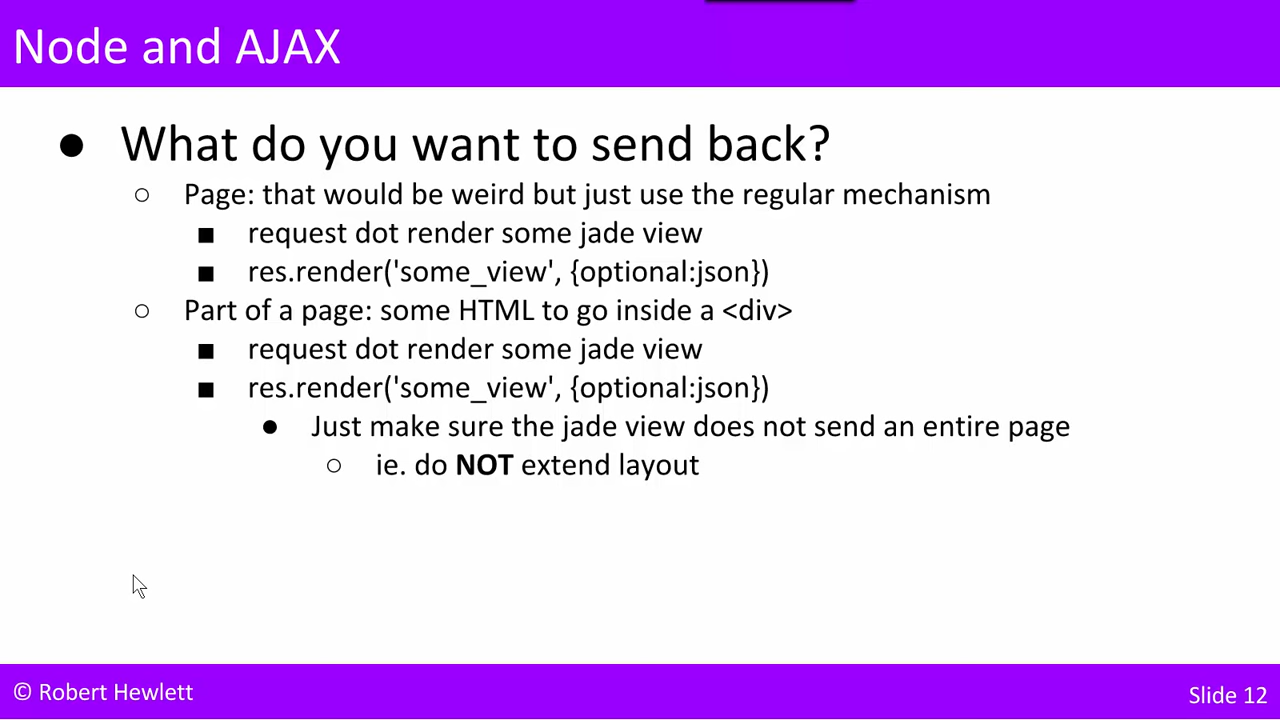 Node and AJAX
● What do you want to send back?
○ Page: that would be weird but just use the regular mechanism
■ request dot render some jade view
■ res.render('some_view', {optional:json})
○ Part of a page: some HTML to go inside a <div>
■ request dot render some jade view
■ res.render('some_view', {optional:json})
● Just make sure the jade view does not send an entire page
○ ie. do NOT extend layout
© Robert Hewlett
Slide 12